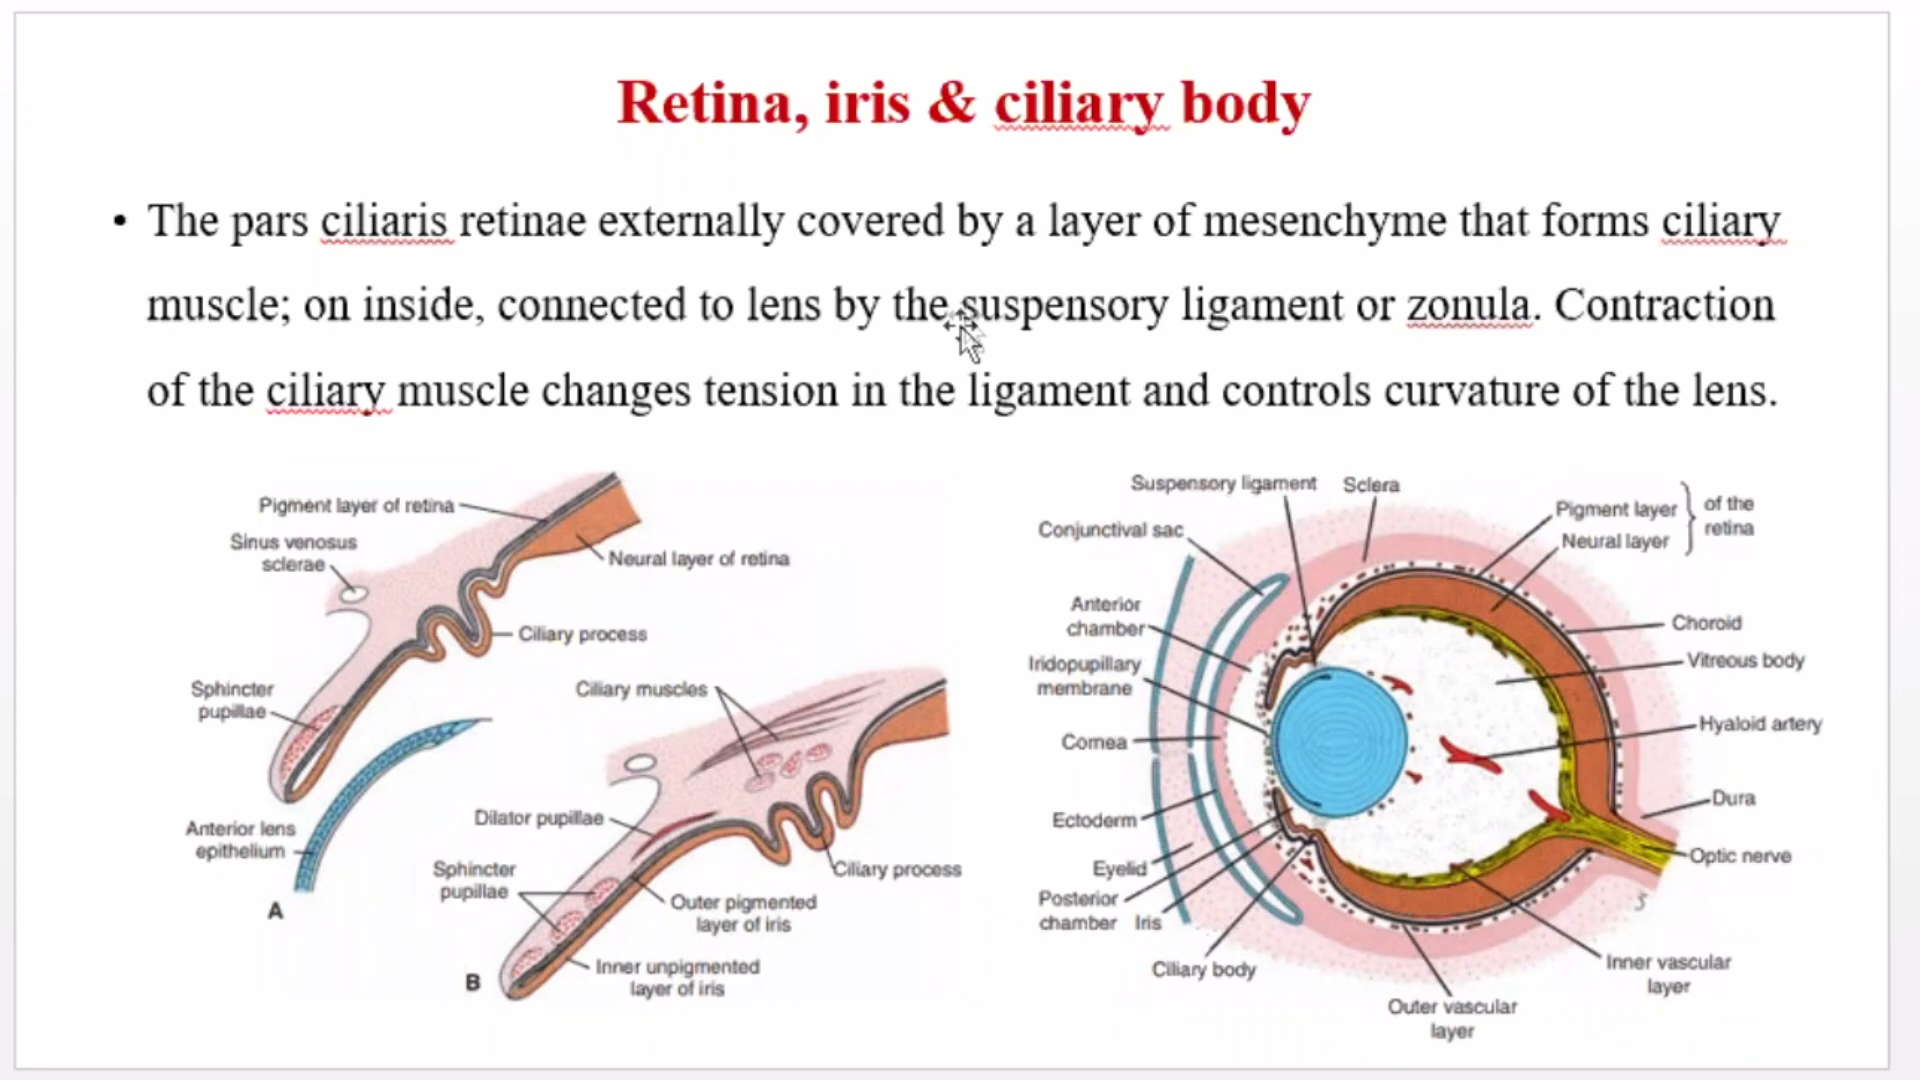 Retina, iris & ciliary body
• The pars ciliaris retinae externally covered by a layer of mesenchyme that forms ciliary
muscle; on inside, connected to lens by the suspensory ligament or zonula. Contraction
of the ciliary muscle changes tension in the ligament and controls curvature of the lens.
Pigment layer of retina
Sinus venosus
sclerae
Neural layer of retina
Ciliary process
Sphincter
pupillae
Anterior lens
epithelium
A
Ciliary muscles
Dilator pupillae
Sphincter
pupillae
Ciliary process
Outer pigmented
layer of iris
Inner unpigmented
layer of iris
B
Suspensory ligament
Sclera
Conjunctival sac
Pigment layer
Neural layer
of the
retina
Anterior
chamber
Iridopupillary
membrane
Cornea
Ectoderm
Eyelid
Posterior
chamber
Iris
Ciliary body
Choroid
Vitreous body
Hyaloid artery
Dura
Optic nerve
Inner vascular
layer
Outer vascular
layer